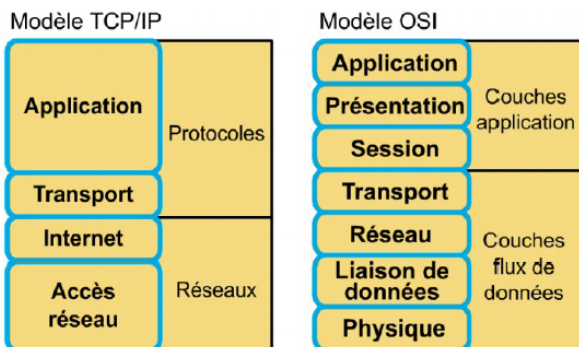 Modèle TCP/IP
Application
Transport
Internet
Accès
réseau
Protocoles
Réseaux
Modèle OSI
Application
Présentation
Session
Transport
Réseau
Liaison de
données
Physique
Couches
application
Couches
flux de
données